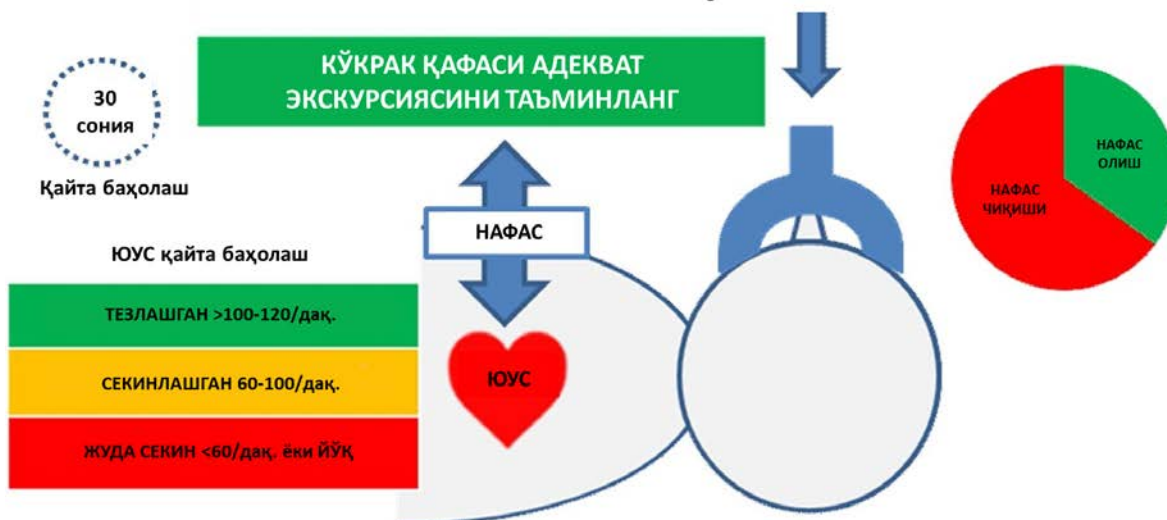 КЎКРАК ҚАФАСИ АДЕКВАТ
ЭКСКУРСИЯСИНИ ТАЪМИНЛАНГ
30
сония
Қайта баҳолаш
НАФАС
ОЛИШ
НАФАС
ЧИҚИШИ
НАФАС
ЮУС қайта баҳолаш
ТЕЗЛАШГАН >100-120/дақ.
СЕКИНЛАШГАН 60-100/дақ.
ЖУДА СЕКИН <60/дақ. ёки ЙЎҚ
ЮУС